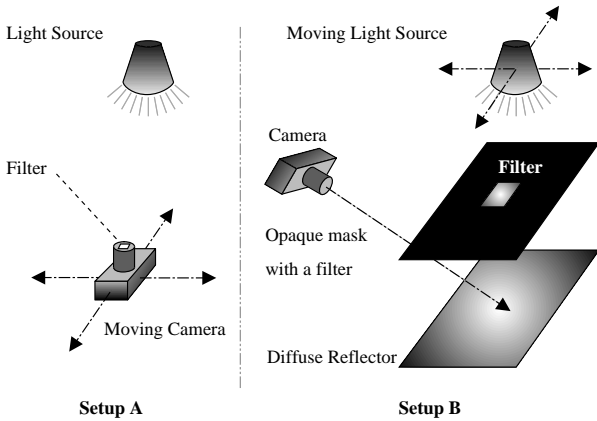 Light Source
Filter
Moving Camera
Setup A
Moving Light Source
Camera
Filter
Opaque mask
with a filter
Diffuse Reflector
Setup B